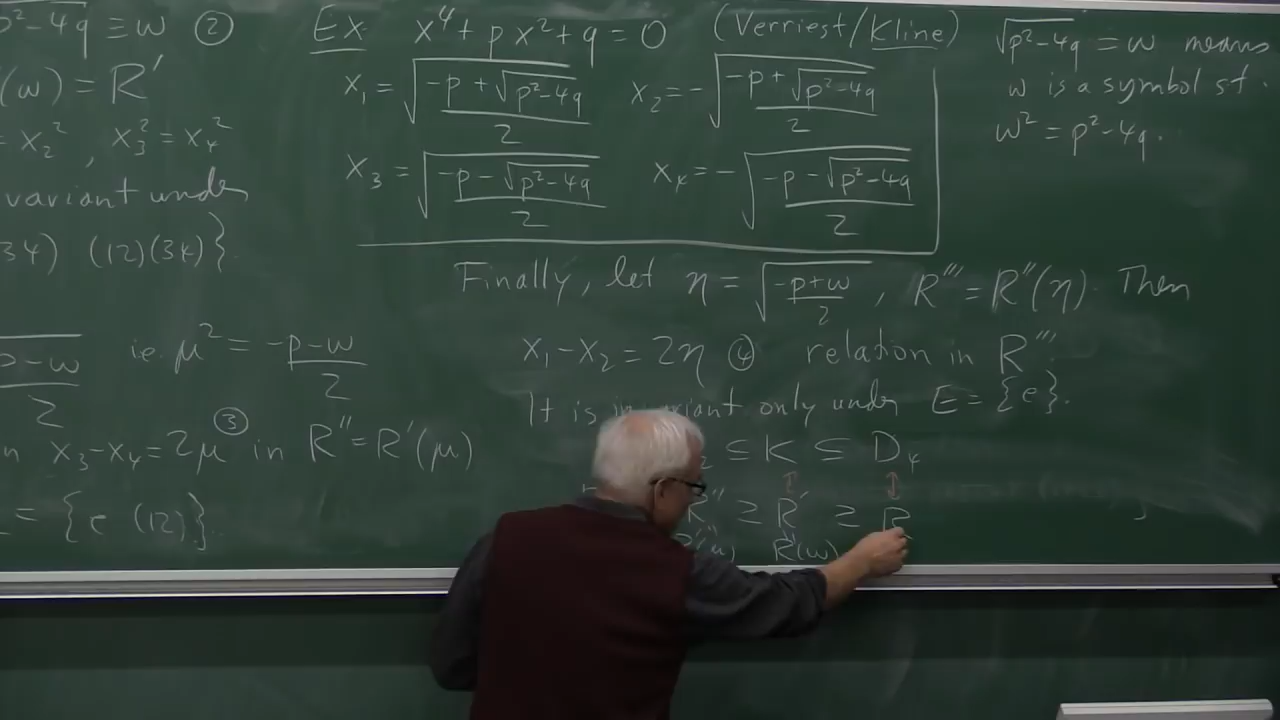 p²-4q ≡ w ②
(w) = R′
= x₂² , x₃² = x₄²
variant under
34) (12)(34)}.
-w/2 i.e. μ² = (-p-w)/2
x₃-x₄ = 2μ ③ in R″ = R′(μ)
= {e (12)}.
Ex x⁴ + px² + q = 0 (Verriest/Kline)
x₁ = √((-p + √(p²-4q))/2) x₂ = -√((-p + √(p²-4q))/2)
x₃ = √((-p - √(p²-4q))/2) x₄ = -√((-p - √(p²-4q))/2)
Finally, let η = √((-p+w)/2) , R‴ = R″(η). Then
x₁-x₂ = 2η ④ relation in R‴.
It is invariant only under E = {e}.
≤ K ≤ D₄
R″ ≥ R′ ≥ R
R(w)
√(p²-4q) = w means
w is a symbol st.
w² = p²-4q.